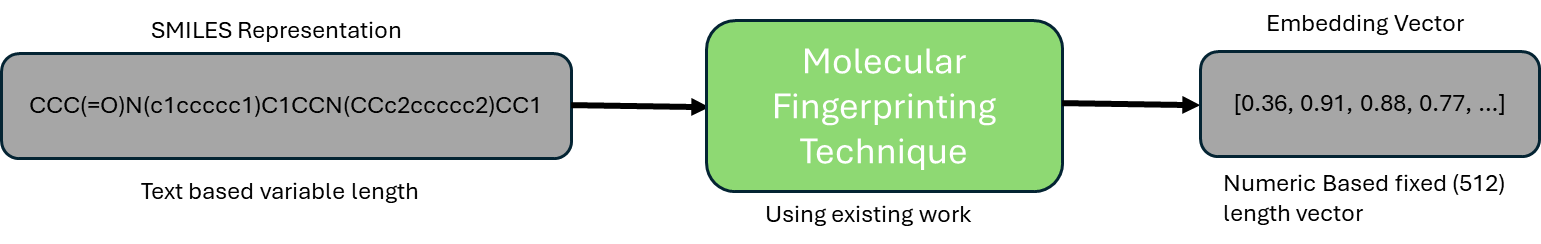 SMILES Representation
CCC(=O)N(c1ccccc1)C1CCN(CCc2ccccc2)CC1
Text based variable length
Molecular
Fingerprinting
Technique
Using existing work
Embedding Vector
[0.36, 0.91, 0.88, 0.77, ...]
Numeric Based fixed (512)
length vector